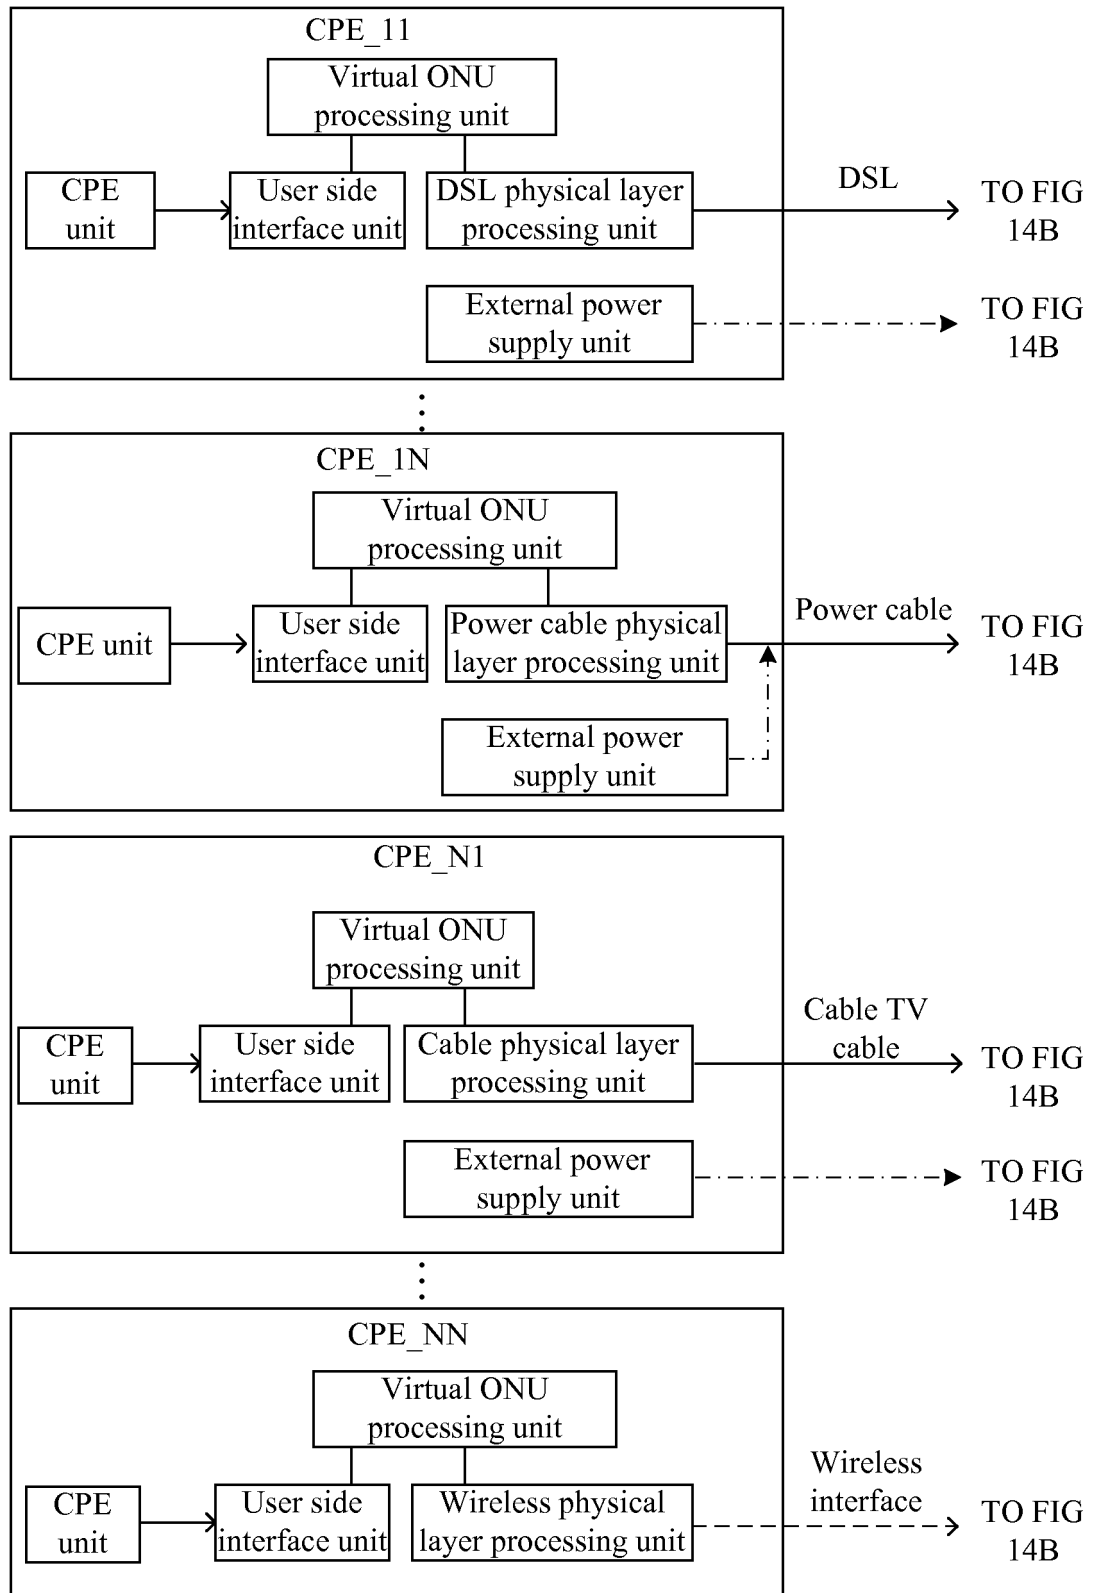 CPE_11
Virtual ONU
processing unit
CPE
unit
User side
interface unit
DSL physical layer
processing unit
DSL
TO FIG
14B
External power
supply unit
TO FIG
14B
CPE_1N
Virtual ONU
processing unit
CPE unit
User side
interface unit
Power cable physical
layer processing unit
Power cable
TO FIG
14B
External power
supply unit
CPE_N1
Virtual ONU
processing unit
CPE
unit
User side
interface unit
Cable physical layer
processing unit
Cable TV
cable
TO FIG
14B
External power
supply unit
TO FIG
14B
CPE_NN
Virtual ONU
processing unit
CPE
unit
User side
interface unit
Wireless physical
layer processing unit
Wireless
interface
TO FIG
14B